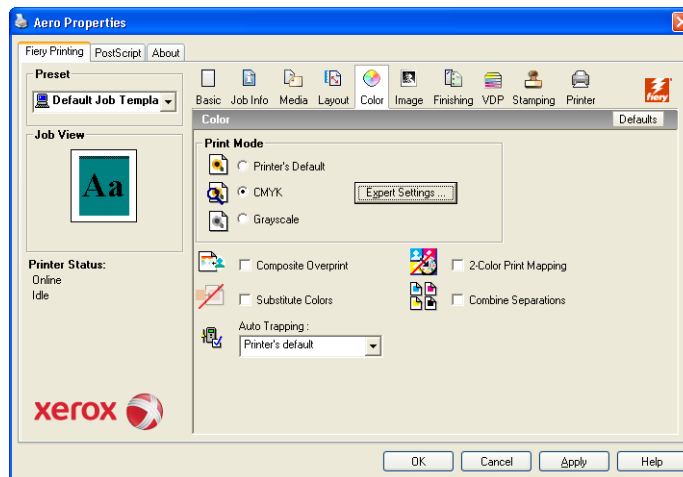 Aero Properties
Fiery Printing PostScript About
Preset
Default Job Templa
Job View
Aa
Printer Status:
Online
Idle
xerox
Basic Job Info Media Layout Color Image Finishing VDP Stamping Printer
fiery
Color Defaults
Print Mode
Printer's Default
CMYK Expert Settings ...
Grayscale
Composite Overprint 2-Color Print Mapping
Substitute Colors Combine Separations
Auto Trapping :
Printer's default
OK Cancel Apply Help